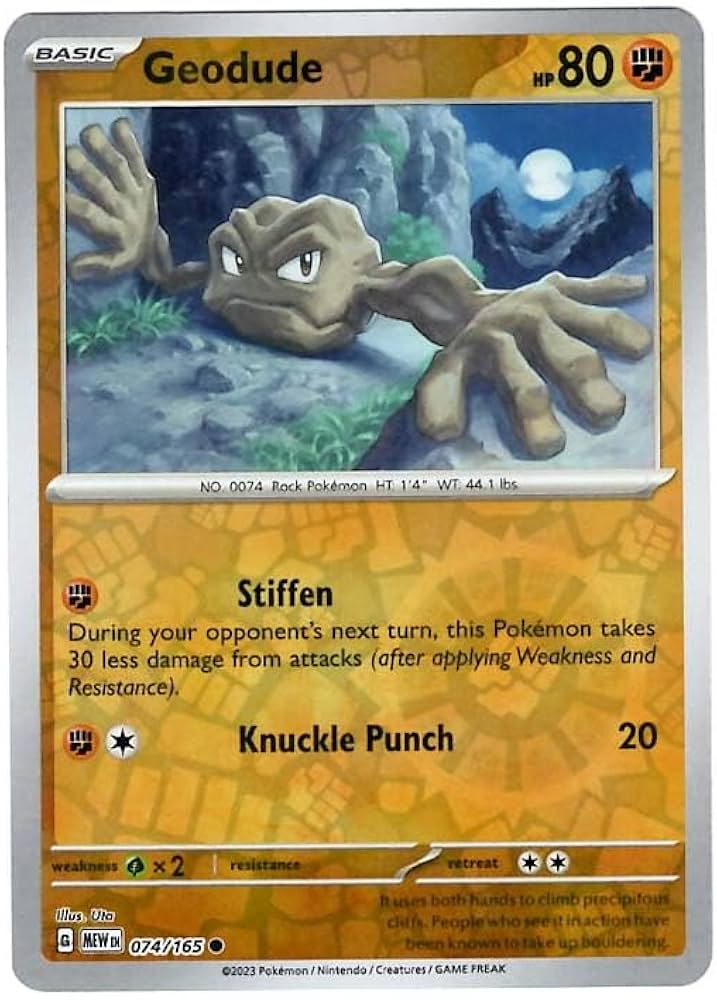 BASIC
Geodude
HP 80
NO. 0074 Rock Pokémon HT: 1'4" WT: 44.1 lbs.
Stiffen
During your opponent's next turn, this Pokémon takes
30 less damage from attacks (after applying Weakness and
Resistance).
Knuckle Punch 20
weakness ×2 resistance retreat
It uses both hands to climb precipitous
cliffs. People who see it in action have
been known to take up bouldering.
Illus. Uta
G MEW EN 074/165
©2023 Pokémon / Nintendo / Creatures / GAME FREAK